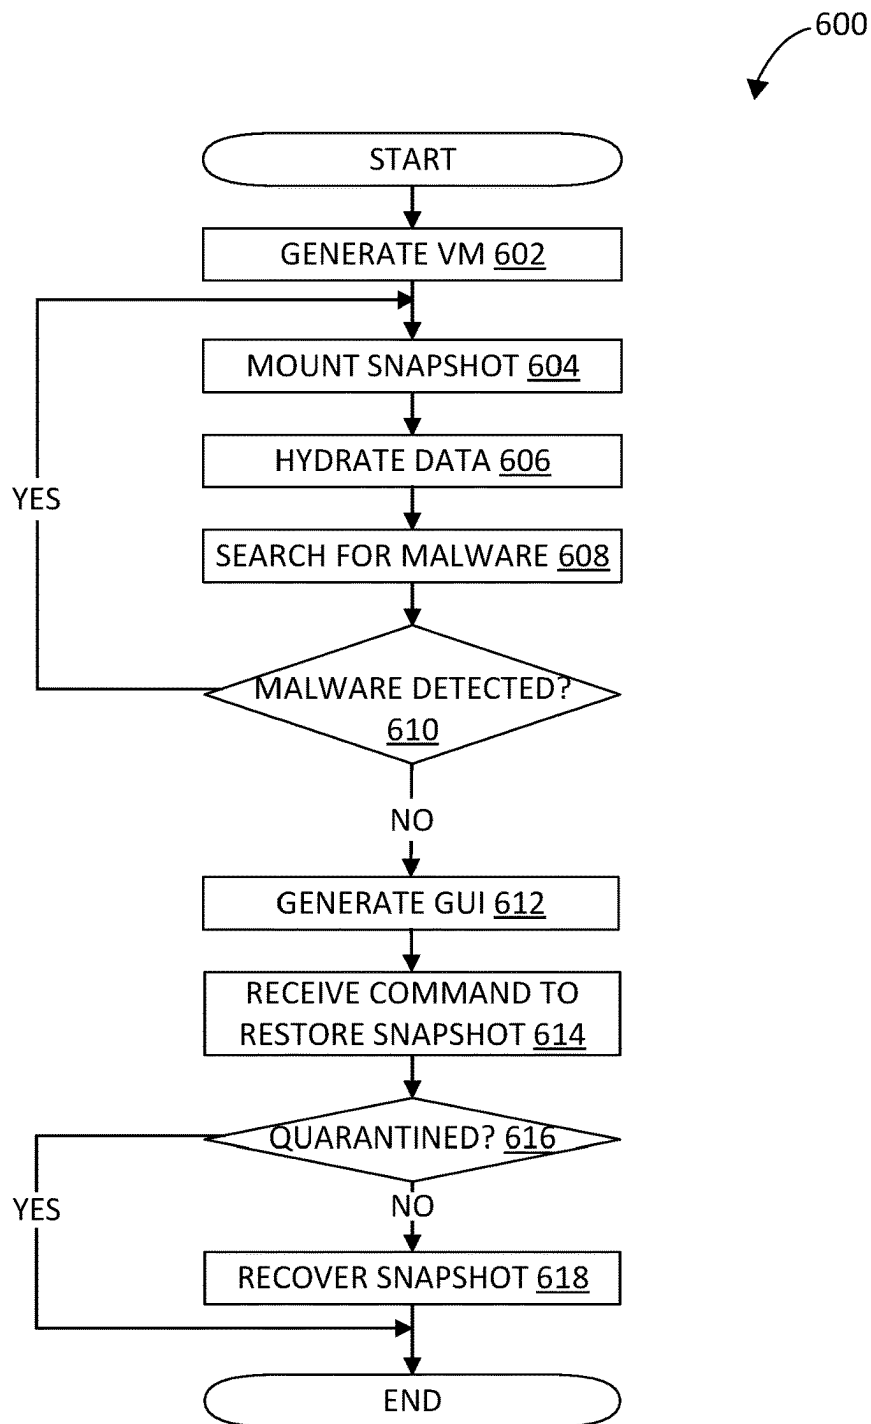 600
START
GENERATE VM 602
MOUNT SNAPSHOT 604
HYDRATE DATA 606
YES
SEARCH FOR MALWARE 608
MALWARE DETECTED?
610
NO
GENERATE GUI 612
RECEIVE COMMAND TO
RESTORE SNAPSHOT 614
QUARANTINED? 616
YES
NO
RECOVER SNAPSHOT 618
END